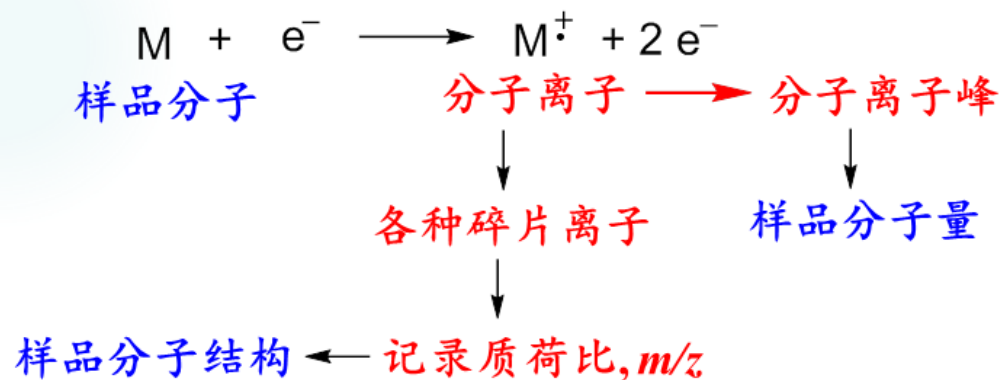 M + e⁻ ⟶ M⁺• + 2 e⁻
样品分子 分子离子 ⟶ 分子离子峰
各种碎片离子 样品分子量
样品分子结构 ⟵ 记录质荷比, m/z